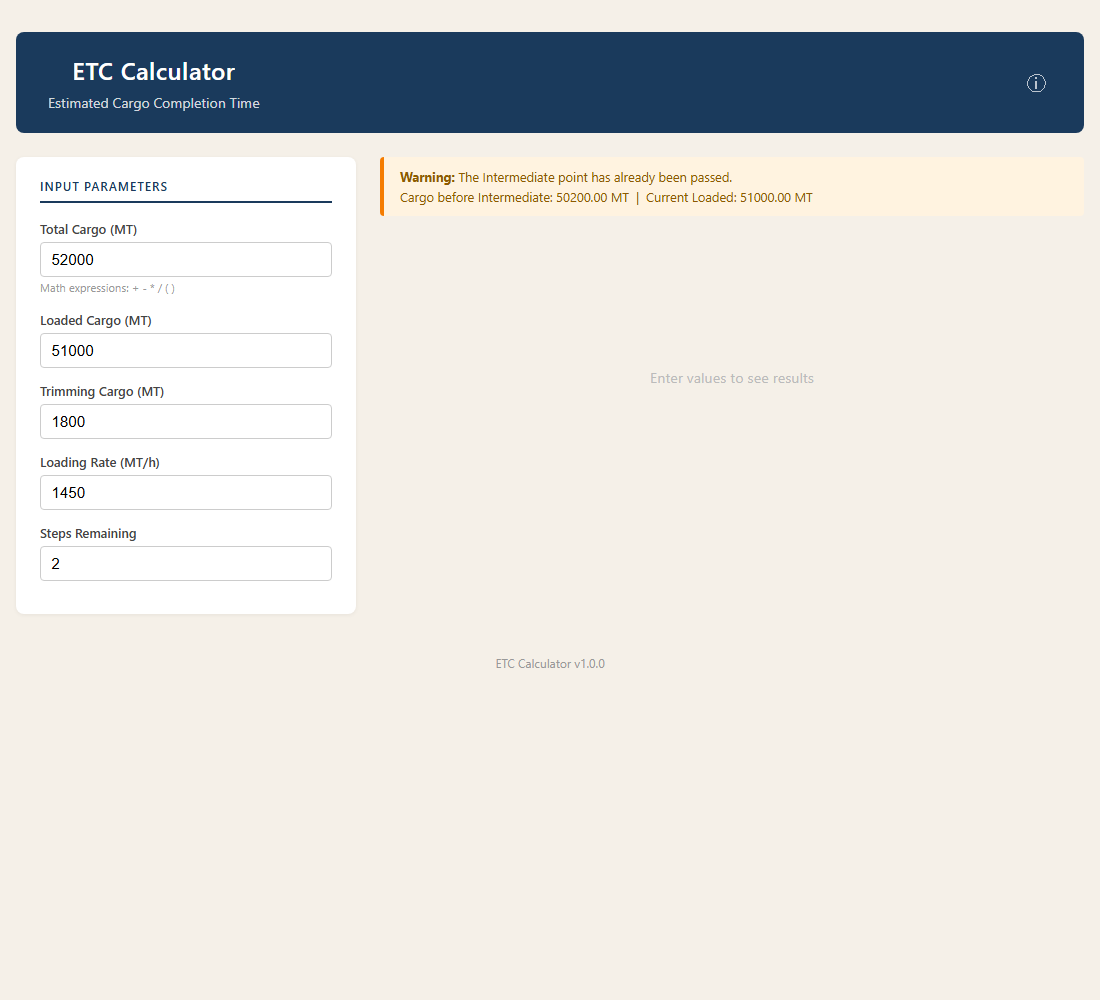 ETC Calculator
Estimated Cargo Completion Time
INPUT PARAMETERS
Total Cargo (MT)
52000
Math expressions: + - * / ( )
Loaded Cargo (MT)
51000
Trimming Cargo (MT)
1800
Loading Rate (MT/h)
1450
Steps Remaining
2
Warning: The Intermediate point has already been passed.
Cargo before Intermediate: 50200.00 MT | Current Loaded: 51000.00 MT
Enter values to see results
ETC Calculator v1.0.0